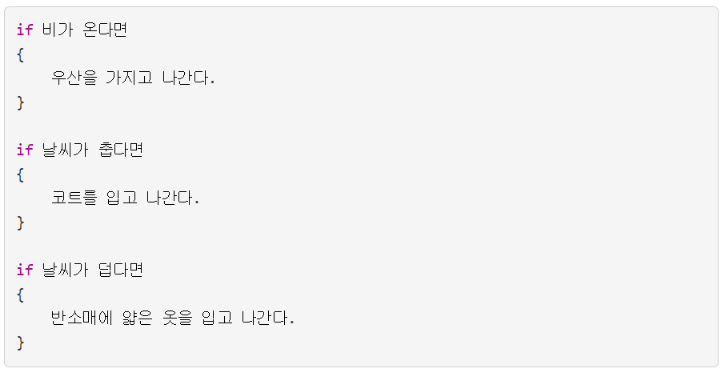 if 비가 온다면
{
우산을 가지고 나간다.
}
if 날씨가 춥다면
{
코트를 입고 나간다.
}
if 날씨가 덥다면
{
반소매에 얇은 옷을 입고 나간다.
}